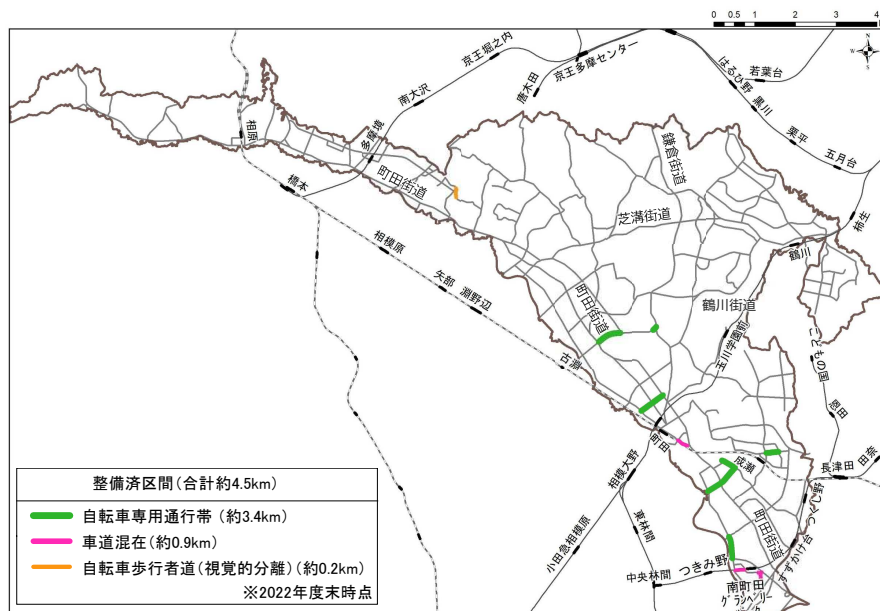 0 0.5 1 2 3 4
N
W E
S
京王堀之内
京王多摩センター
若葉台
はるひ野
南大沢
唐木田
黒川
栗平
五月台
相原
多摩境
鎌倉街道
町田街道
橋本
芝溝街道
柿生
相模原
鶴川
矢部
淵野辺
町田街道
鶴川街道
玉川学園前
こどもの国
古淵
恩田
町田
成瀬
田奈
長津田
相模大野
つくし野
東林間
町田街道
すずかけ台
小田急相模原
つきみ野
中央林間
南町田
グランベリー
整備済区間(合計約4.5km)
自転車専用通行帯 (約3.4km)
車道混在(約0.9km)
自転車歩行者道(視覚的分離)(約0.2km)
※2022年度末時点